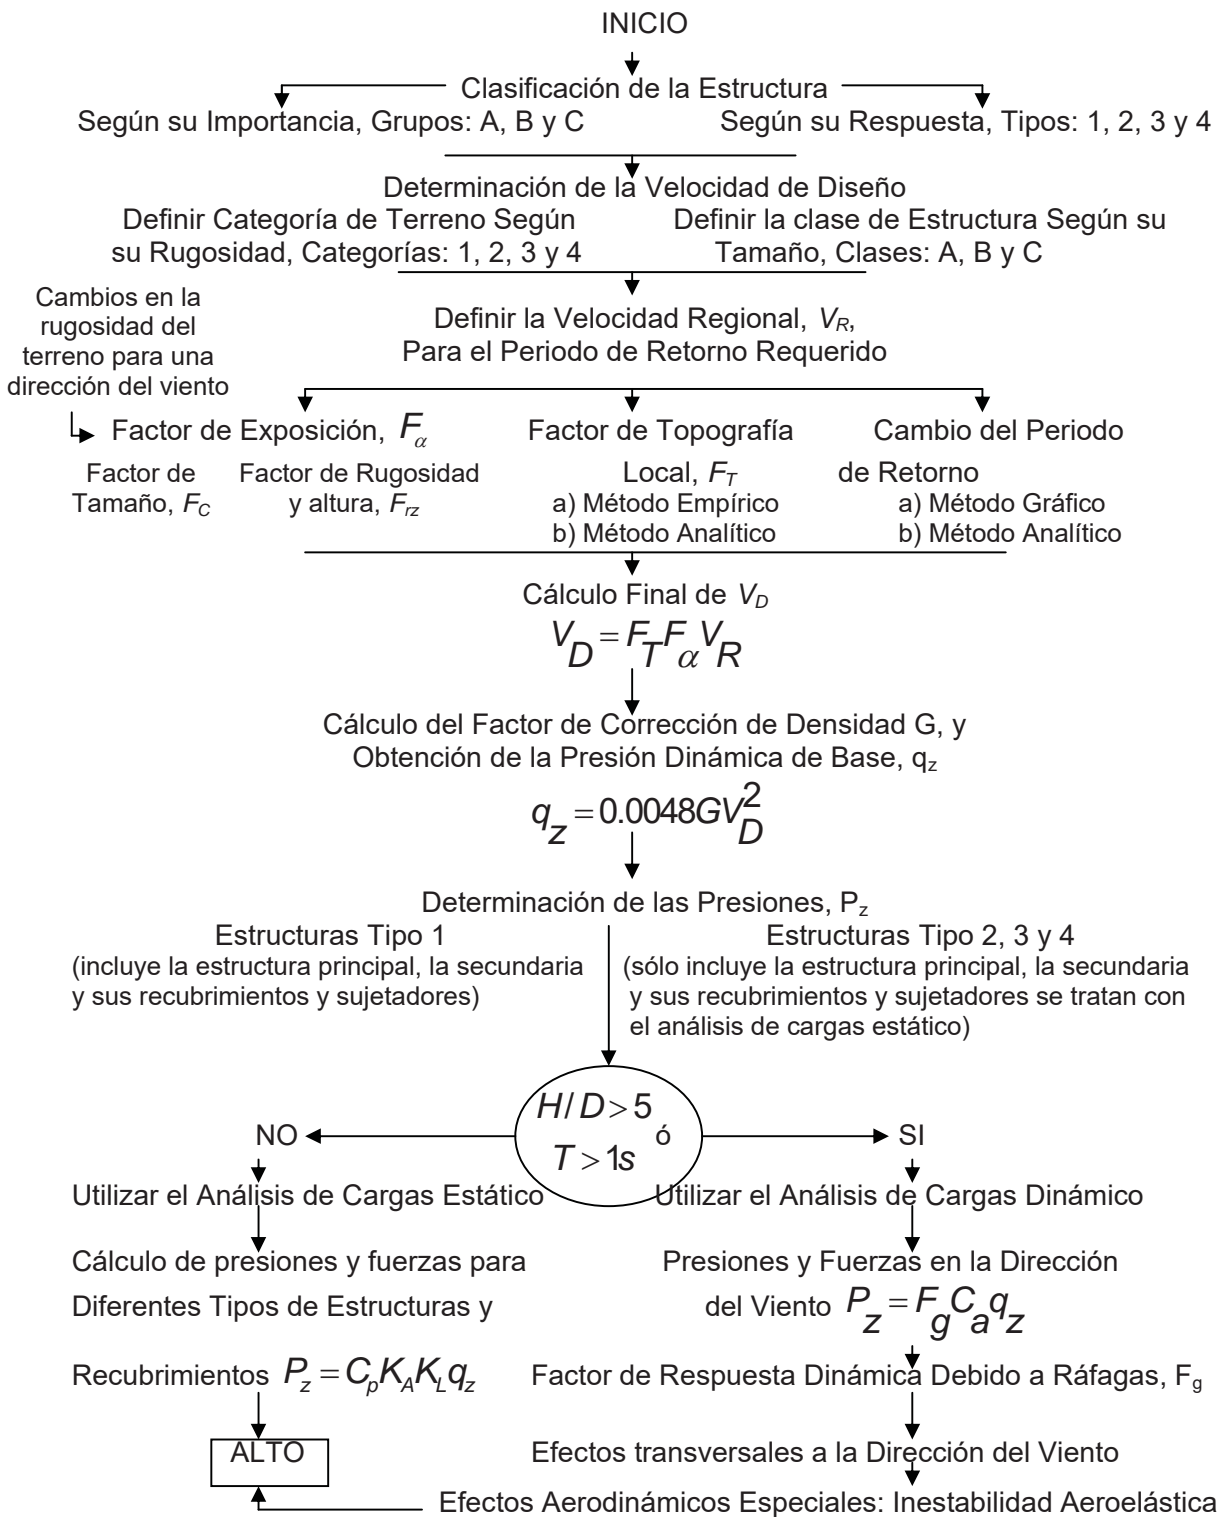 INICIO
Clasificación de la Estructura
Según su Importancia, Grupos: A, B y C
Según su Respuesta, Tipos: 1, 2, 3 y 4
Determinación de la Velocidad de Diseño
Definir Categoría de Terreno Según
su Rugosidad, Categorías: 1, 2, 3 y 4
Definir la clase de Estructura Según su
Tamaño, Clases: A, B y C
Cambios en la
rugosidad del
terreno para una
dirección del viento
Definir la Velocidad Regional, V_R,
Para el Periodo de Retorno Requerido
Factor de Exposición, F_α
Factor de
Tamaño, F_C
Factor de Rugosidad
y altura, F_rz
Factor de Topografía
Local, F_T
a) Método Empírico
b) Método Analítico
Cambio del Periodo
de Retorno
a) Método Gráfico
b) Método Analítico
Cálculo Final de V_D
V_D = F_T F_α V_R
Cálculo del Factor de Corrección de Densidad G, y
Obtención de la Presión Dinámica de Base, q_z
q_z = 0.0048GV_D^2
Determinación de las Presiones, P_z
Estructuras Tipo 1
(incluye la estructura principal, la secundaria
y sus recubrimientos y sujetadores)
Estructuras Tipo 2, 3 y 4
(sólo incluye la estructura principal, la secundaria
y sus recubrimientos y sujetadores se tratan con
el análisis de cargas estático)
H/D > 5
ó
T > 1s
NO
SI
Utilizar el Análisis de Cargas Estático
Cálculo de presiones y fuerzas para
Diferentes Tipos de Estructuras y
Recubrimientos P_z = C_p K_A K_L q_z
ALTO
Utilizar el Análisis de Cargas Dinámico
Presiones y Fuerzas en la Dirección
del Viento P_z = F_g C_a q_z
Factor de Respuesta Dinámica Debido a Ráfagas, F_g
Efectos transversales a la Dirección del Viento
Efectos Aerodinámicos Especiales: Inestabilidad Aeroelástica